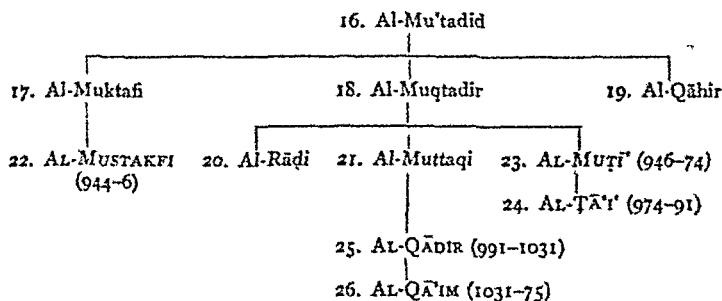 16. Al-Mu'tadid
17. Al-Muktafi 18. Al-Muqtadir 19. Al-Qāhir
22. AL-MUSTAKFI 20. Al-Rāḍi 21. Al-Muttaqi 23. AL-MUṬĪ' (946–74)
(944–6)
24. AL-ṬĀ'I' (974–91)
25. AL-QĀDIR (991–1031)
26. AL-QĀ'IM (1031–75)